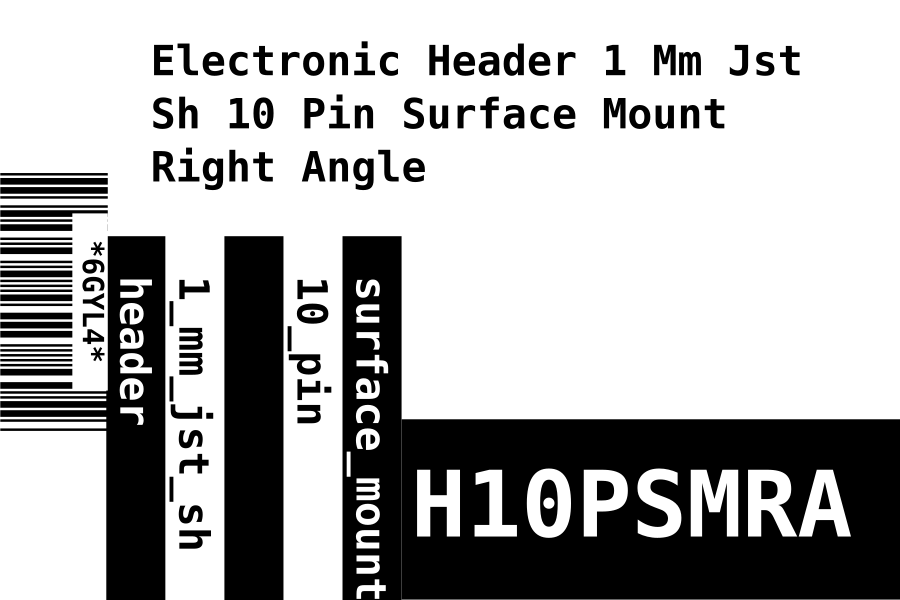 Electronic Header 1 Mm Jst
Sh 10 Pin Surface Mount
Right Angle
*6GYL4*
header
1_mm_jst_sh
10_pin
surface_mount
H10PSMRA